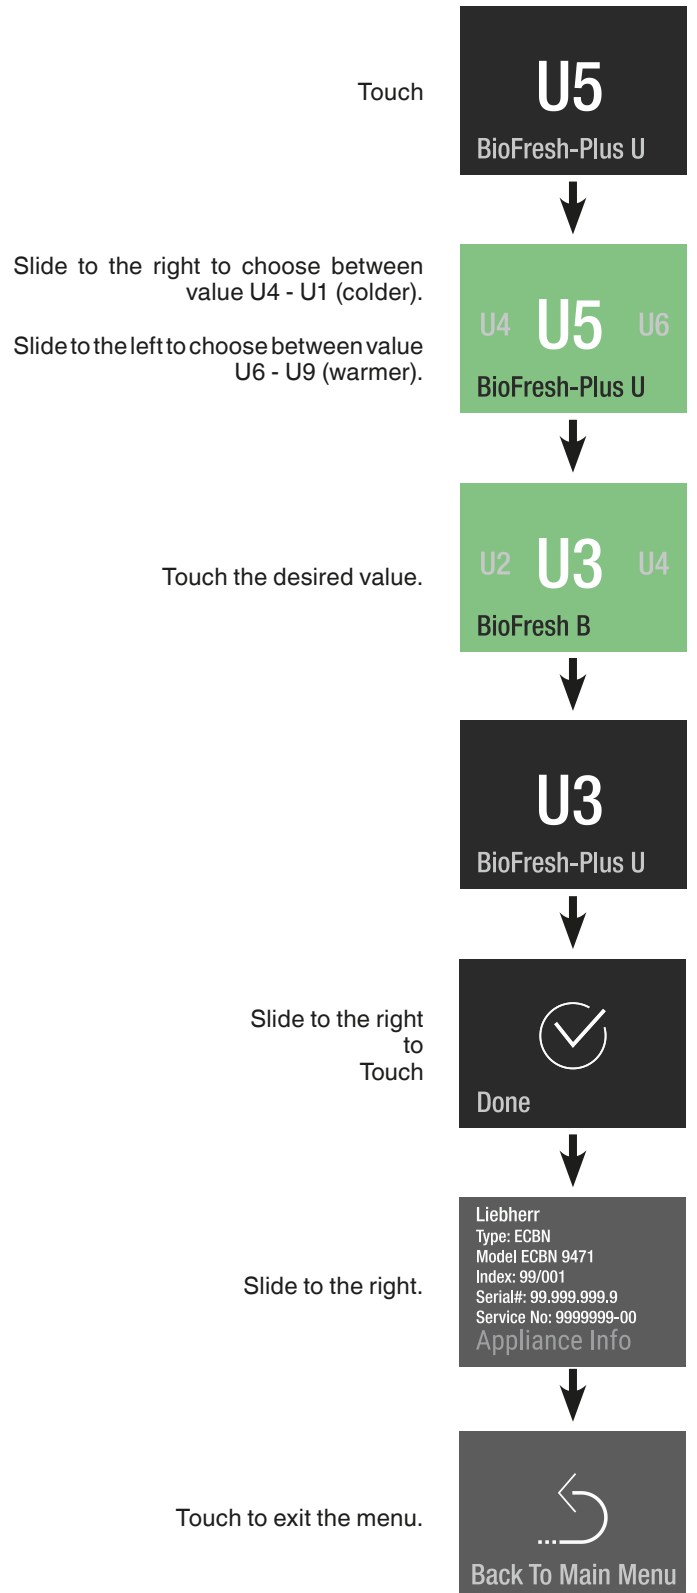 Touch
U5
BioFresh-Plus U
Slide to the right to choose between
value U4 - U1 (colder).
Slide to the left to choose between value
U6 - U9 (warmer).
U4 U5 U6
BioFresh-Plus U
Touch the desired value.
U2 U3 U4
BioFresh B
U3
BioFresh-Plus U
Slide to the right
to
Touch
Done
Slide to the right.
Liebherr
Type: ECBN
Model ECBN 9471
Index: 99/001
Serial#: 99.999.999.9
Service No: 9999999-00
Appliance Info
Touch to exit the menu.
Back To Main Menu